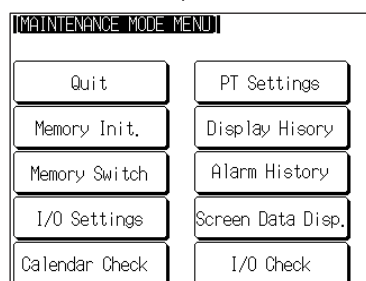 [MAINTENANCE MODE MENU]
Quit
PT Settings
Memory Init.
Display Hisory
Memory Switch
Alarm History
I/O Settings
Screen Data Disp.
Calendar Check
I/O Check